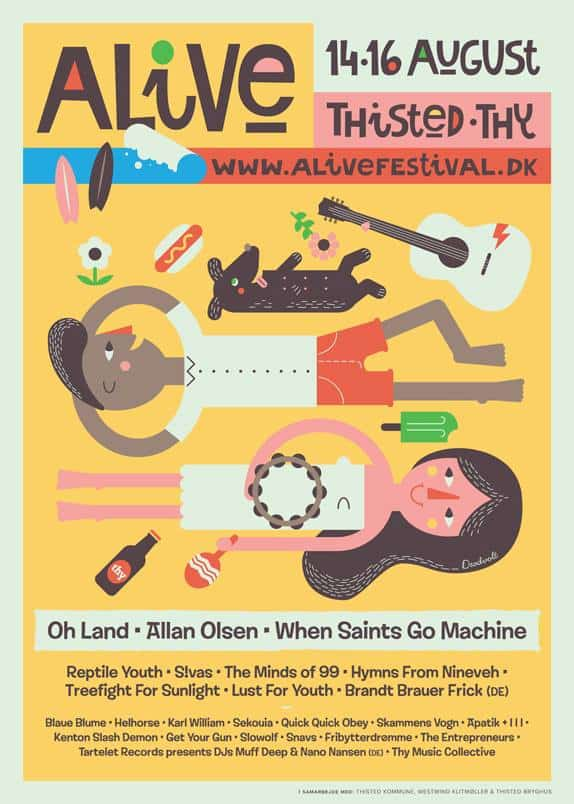 ALiVe
14·16 AUGUSt
THiSteD·THY
WWW.ALiVeFeStiVAL.DK
thy
Deadvolt
Oh Land · Allan Olsen · When Saints Go Machine
Reptile Youth · S!vas · The Minds of 99 · Hymns From Nineveh ·
Treefight For Sunlight · Lust For Youth · Brandt Brauer Frick (DE)
Blaue Blume · Helhorse · Karl William · Sekouia · Quick Quick Obey · Skammens Vogn · Apatik + I I I ·
Kenton Slash Demon · Get Your Gun · Slowolf · Snavs · Fribytterdrømme · The Entrepreneurs ·
Tartelet Records presents DJs Muff Deep & Nano Nansen (DE) · Thy Music Collective
I SAMARBEJDE MED: THISTED KOMMUNE, WESTWIND KLITMØLLER & THISTED BRYGHUS